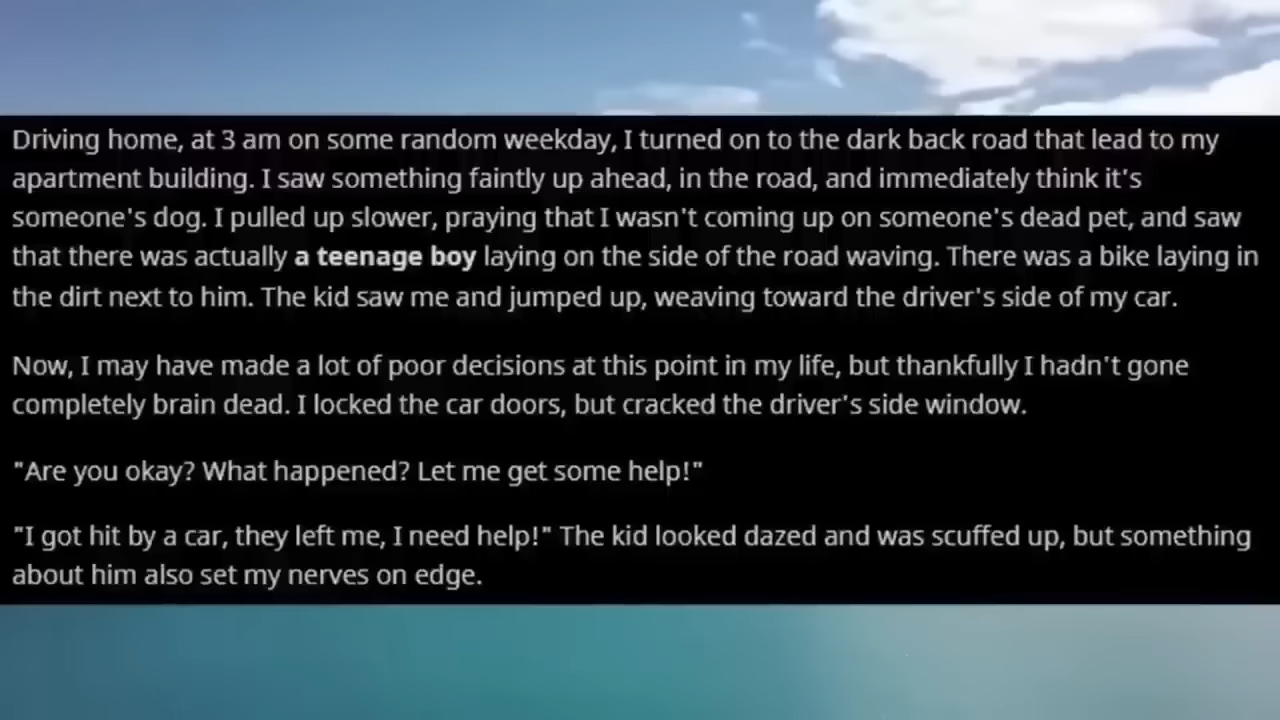 Driving home, at 3 am on some random weekday, I turned on to the dark back road that lead to my
apartment building. I saw something faintly up ahead, in the road, and immediately think it's
someone's dog. I pulled up slower, praying that I wasn't coming up on someone's dead pet, and saw
that there was actually a teenage boy laying on the side of the road waving. There was a bike laying in
the dirt next to him. The kid saw me and jumped up, weaving toward the driver's side of my car.
Now, I may have made a lot of poor decisions at this point in my life, but thankfully I hadn't gone
completely brain dead. I locked the car doors, but cracked the driver's side window.
"Are you okay? What happened? Let me get some help!"
"I got hit by a car, they left me, I need help!" The kid looked dazed and was scuffed up, but something
about him also set my nerves on edge.